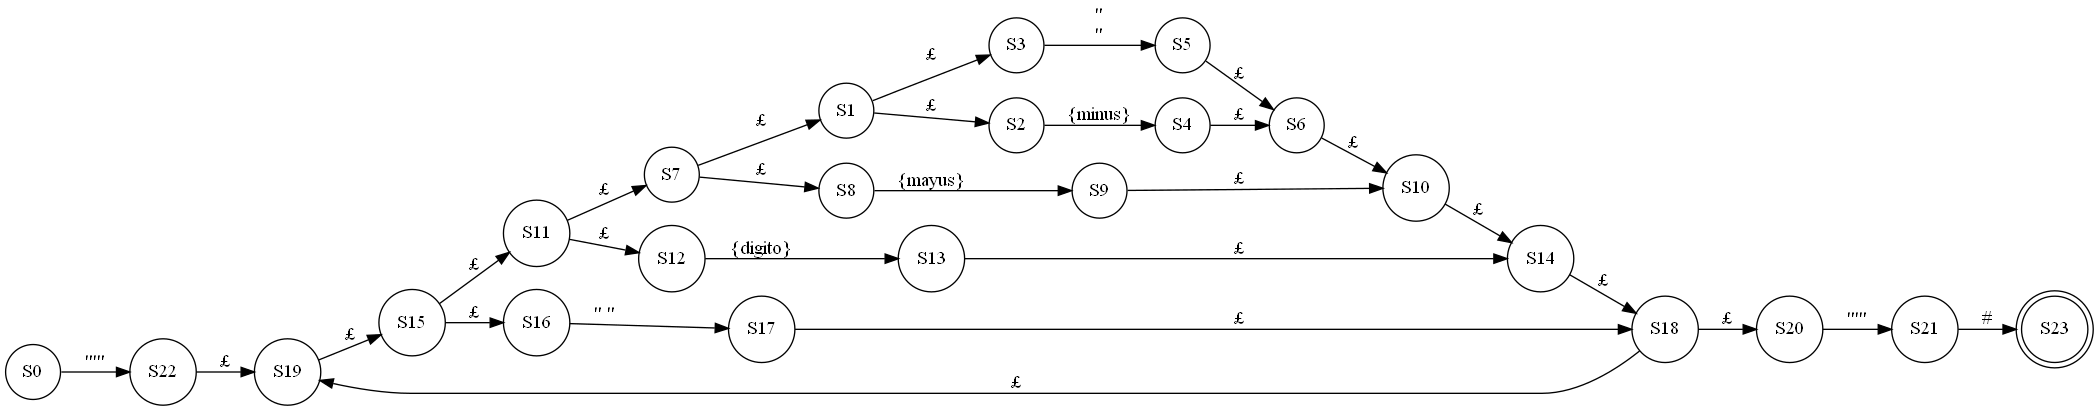 "
"
S3
S5
£
£
S1
£
{minus}
£
S2
S4
S6
£
£
S7
£
{mayus}
£
S8
S9
S10
£
£
S11
£
{digito}
£
S12
S13
S14
£
£
S15
£
" "
£
S16
S17
S18
£
"""
#
S20
S21
S23
£
"""
£
S0
S22
S19
£